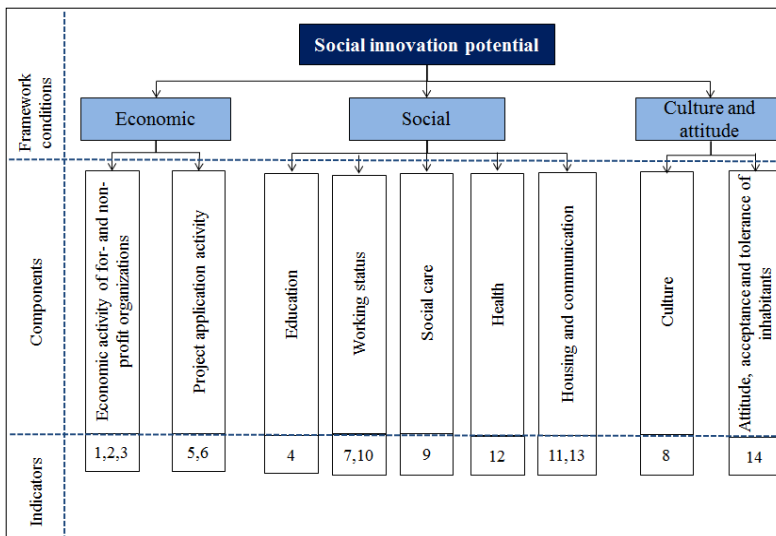 Social innovation potential
Framework
conditions
Economic
Social
Culture and
attitude
Components
Economic activity of for- and non-
profit organizations
Project application activity
Education
Working status
Social care
Health
Housing and communication
Culture
Attitude, acceptance and tolerance of
inhabitants
Indicators
1,2,3
5,6
4
7,10
9
12
11,13
8
14